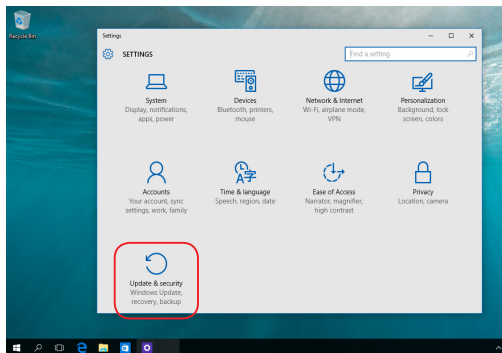 Recycle Bin
Settings
SETTINGS
Find a setting
System
Display, notifications,
apps, power
Devices
Bluetooth, printers,
mouse
Network & Internet
Wi-Fi, airplane mode,
VPN
Personalization
Background, lock
screen, colors
Accounts
Your account, sync
settings, work, family
Time & language
Speech, region, date
Ease of Access
Narrator, magnifier,
high contrast
Privacy
Location, camera
Update & security
Windows Update,
recovery, backup